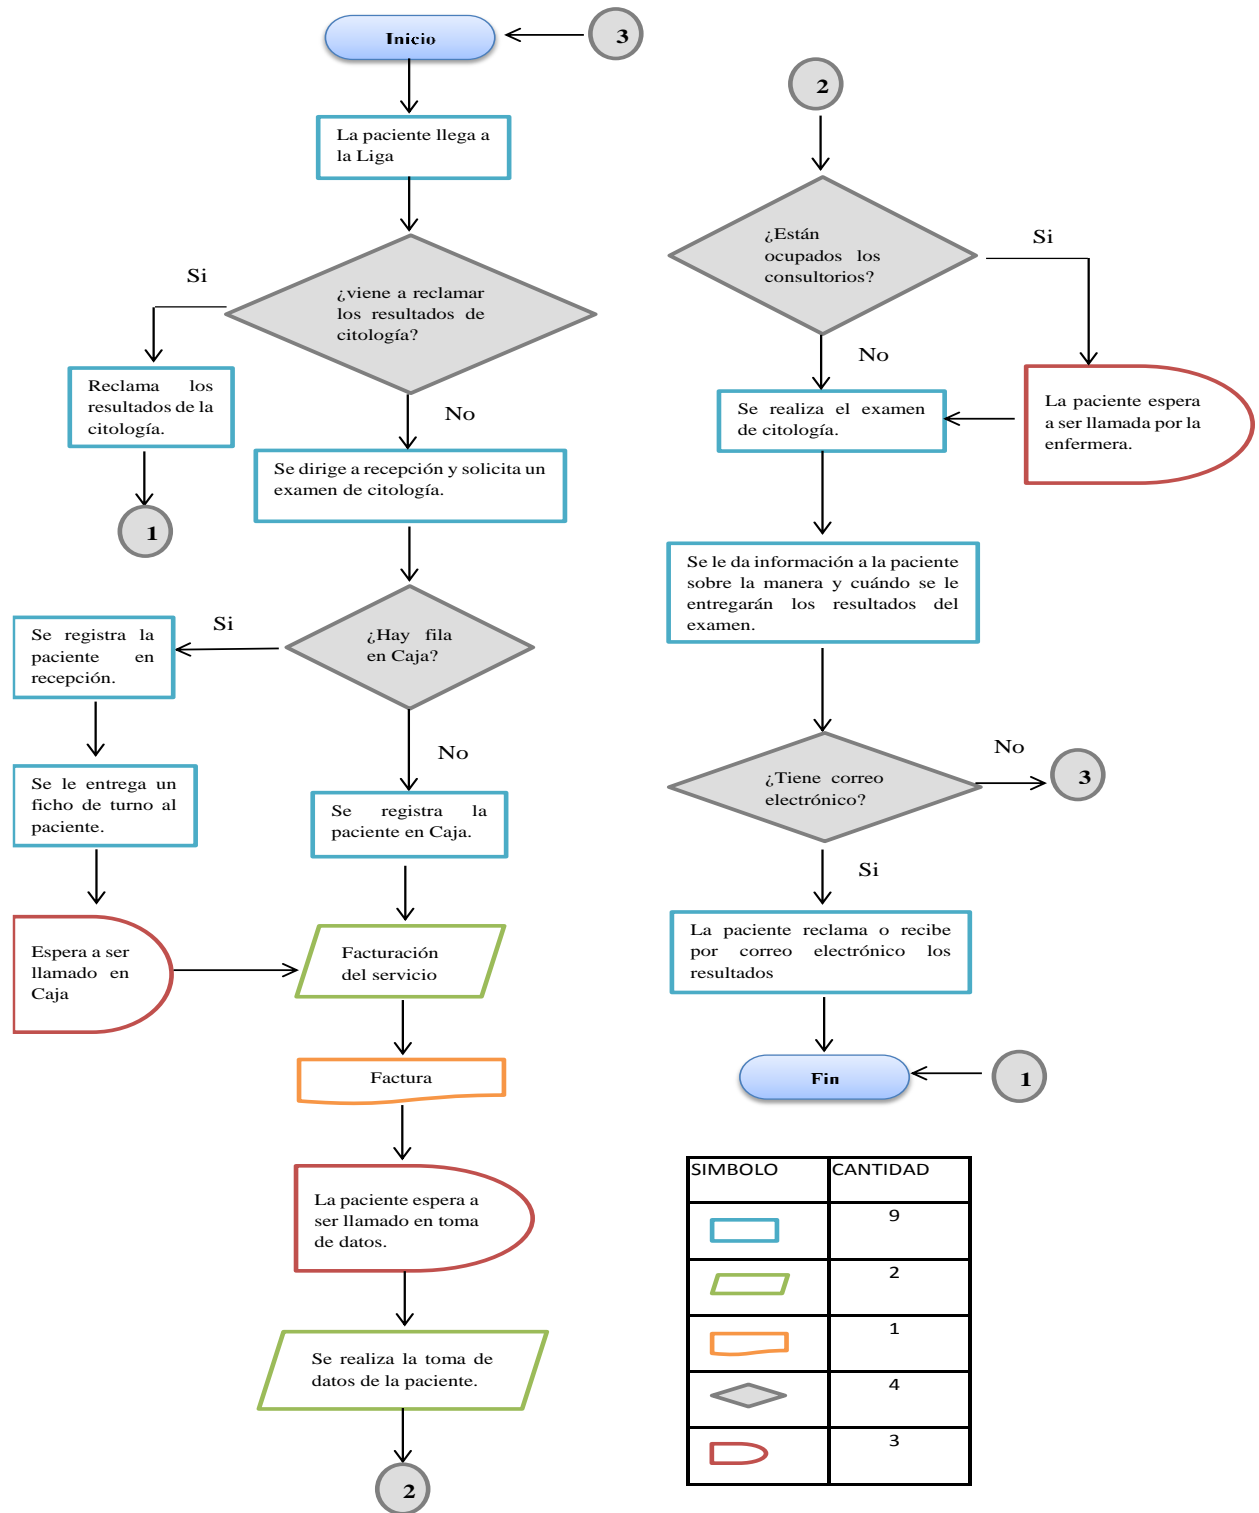 Inicio
3
La paciente llega a
la Liga
Si
¿viene a reclamar
los resultados de
citología?
Reclama los
resultados de la
citología.
1
No
Se dirige a recepción y solicita un
examen de citología.
¿Hay fila
en Caja?
Si
Se registra la
paciente en
recepción.
Se le entrega un
ficho de turno al
paciente.
Espera a ser
llamado en
Caja
No
Se registra la
paciente en Caja.
Facturación
del servicio
Factura
La paciente espera a
ser llamado en toma
de datos.
Se realiza la toma de
datos de la paciente.
2
2
¿Están
ocupados los
consultorios?
Si
No
La paciente espera
a ser llamada por la
enfermera.
Se realiza el examen
de citología.
Se le da información a la paciente
sobre la manera y cuándo se le
entregarán los resultados del
examen.
¿Tiene correo
electrónico?
No
3
Si
La paciente reclama o recibe
por correo electrónico los
resultados
Fin
1
SIMBOLO CANTIDAD
9
2
1
4
3